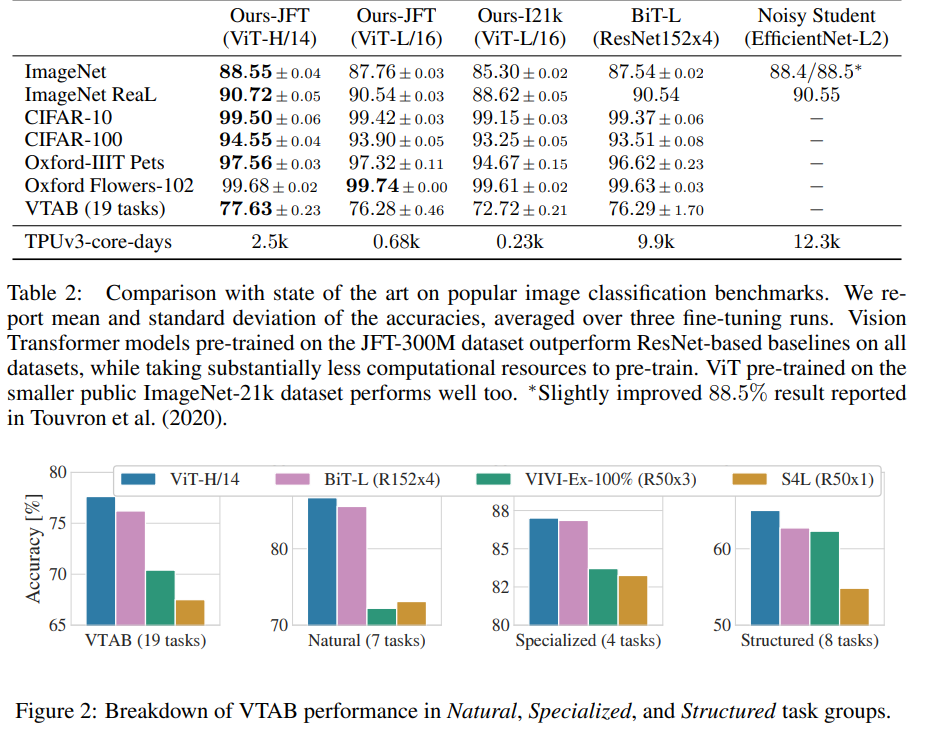 Ours-JFT Ours-JFT Ours-I21k BiT-L Noisy Student
(ViT-H/14) (ViT-L/16) (ViT-L/16) (ResNet152x4) (EfficientNet-L2)
ImageNet 88.55 ± 0.04 87.76 ± 0.03 85.30 ± 0.02 87.54 ± 0.02 88.4/88.5*
ImageNet ReaL 90.72 ± 0.05 90.54 ± 0.03 88.62 ± 0.05 90.54 90.55
CIFAR-10 99.50 ± 0.06 99.42 ± 0.03 99.15 ± 0.03 99.37 ± 0.06 −
CIFAR-100 94.55 ± 0.04 93.90 ± 0.05 93.25 ± 0.05 93.51 ± 0.08 −
Oxford-IIIT Pets 97.56 ± 0.03 97.32 ± 0.11 94.67 ± 0.15 96.62 ± 0.23 −
Oxford Flowers-102 99.68 ± 0.02 99.74 ± 0.00 99.61 ± 0.02 99.63 ± 0.03 −
VTAB (19 tasks) 77.63 ± 0.23 76.28 ± 0.46 72.72 ± 0.21 76.29 ± 1.70 −
TPUv3-core-days 2.5k 0.68k 0.23k 9.9k 12.3k
Table 2: Comparison with state of the art on popular image classification benchmarks. We re-
port mean and standard deviation of the accuracies, averaged over three fine-tuning runs. Vision
Transformer models pre-trained on the JFT-300M dataset outperform ResNet-based baselines on all
datasets, while taking substantially less computational resources to pre-train. ViT pre-trained on the
smaller public ImageNet-21k dataset performs well too. *Slightly improved 88.5% result reported
in Touvron et al. (2020).
ViT-H/14 BiT-L (R152x4) VIVI-Ex-100% (R50x3) S4L (R50x1)
Accuracy [%]
80
75
70
65
VTAB (19 tasks)
80
70
Natural (7 tasks)
88
85
82
80
Specialized (4 tasks)
60
50
Structured (8 tasks)
Figure 2: Breakdown of VTAB performance in Natural, Specialized, and Structured task groups.